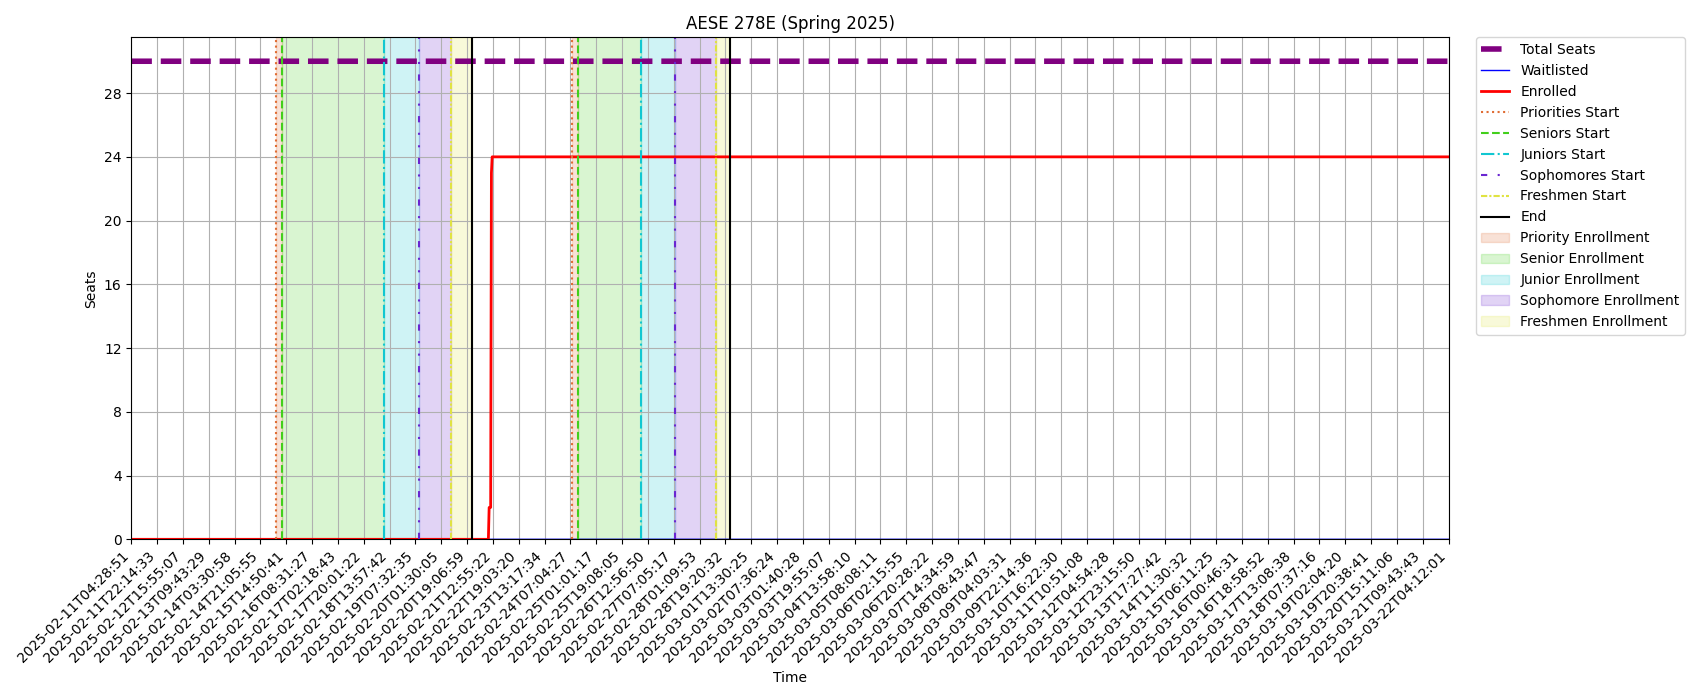 AESE 278E (Spring 2025)
Seats
28
24
20
16
12
8
4
0
2025-02-11T04:28:51
2025-02-11T22:14:33
2025-02-12T15:55:07
2025-02-13T09:43:29
2025-02-14T03:30:58
2025-02-14T21:05:55
2025-02-15T14:50:41
2025-02-16T08:31:27
2025-02-17T02:18:43
2025-02-17T20:01:22
2025-02-18T13:57:42
2025-02-19T07:32:35
2025-02-20T01:30:05
2025-02-20T19:06:59
2025-02-21T12:55:22
2025-02-22T19:03:20
2025-02-23T13:17:34
2025-02-24T07:04:27
2025-02-25T01:01:17
2025-02-25T19:08:05
2025-02-26T12:56:50
2025-02-27T07:05:17
2025-02-28T01:09:53
2025-02-28T19:20:32
2025-03-01T13:30:25
2025-03-02T07:36:24
2025-03-03T01:40:28
2025-03-03T19:55:07
2025-03-04T13:58:10
2025-03-05T08:08:11
2025-03-06T02:15:55
2025-03-06T20:28:22
2025-03-07T14:34:59
2025-03-08T08:43:47
2025-03-09T04:03:31
2025-03-09T22:14:36
2025-03-10T16:22:30
2025-03-11T10:51:08
2025-03-12T04:54:28
2025-03-12T23:15:50
2025-03-13T17:27:42
2025-03-14T11:30:32
2025-03-15T06:11:25
2025-03-16T00:46:31
2025-03-16T18:58:52
2025-03-17T13:08:38
2025-03-18T07:37:16
2025-03-19T02:04:20
2025-03-19T20:38:41
2025-03-20T15:11:06
2025-03-21T09:43:43
2025-03-22T04:12:01
Time
Total Seats
Waitlisted
Enrolled
Priorities Start
Seniors Start
Juniors Start
Sophomores Start
Freshmen Start
End
Priority Enrollment
Senior Enrollment
Junior Enrollment
Sophomore Enrollment
Freshmen Enrollment